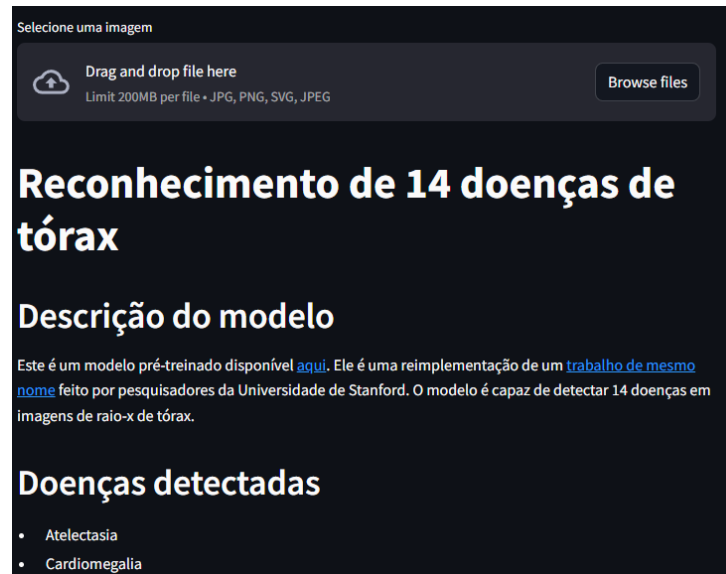 Selecione uma imagem
Drag and drop file here
Limit 200MB per file • JPG, PNG, SVG, JPEG
Browse files
Reconhecimento de 14 doenças de
tórax
Descrição do modelo
Este é um modelo pré-treinado disponível aqui. Ele é uma reimplementação de um trabalho de mesmo
nome feito por pesquisadores da Universidade de Stanford. O modelo é capaz de detectar 14 doenças em
imagens de raio-x de tórax.
Doenças detectadas
• Atelectasia
• Cardiomegalia